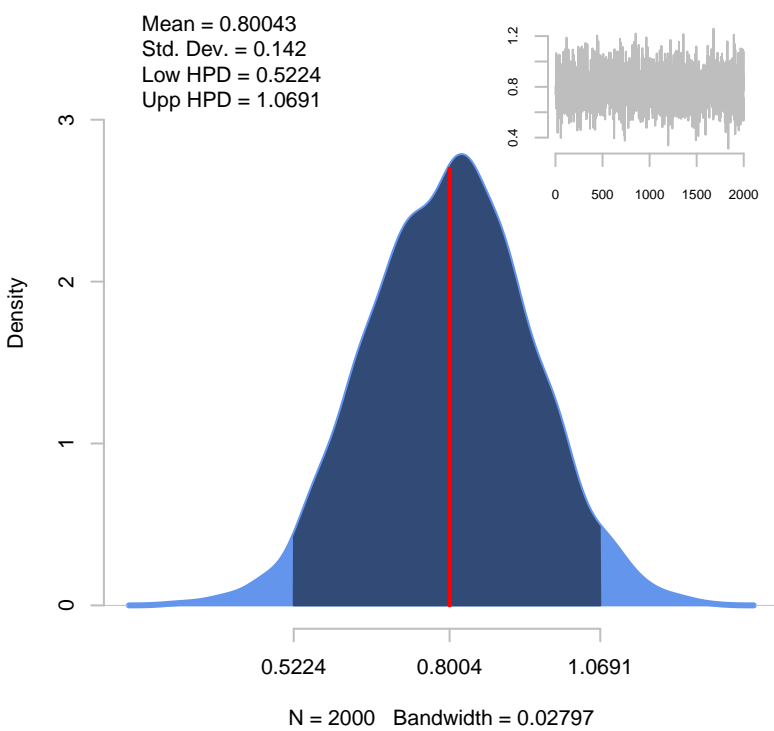 Mean = 0.80043
Std. Dev. = 0.142
Low HPD = 0.5224
Upp HPD = 1.0691
1.2
0.8
0.4
0 500 1000 1500 2000
3
2
1
0
Density
0.5224 0.8004 1.0691
N = 2000 Bandwidth = 0.02797